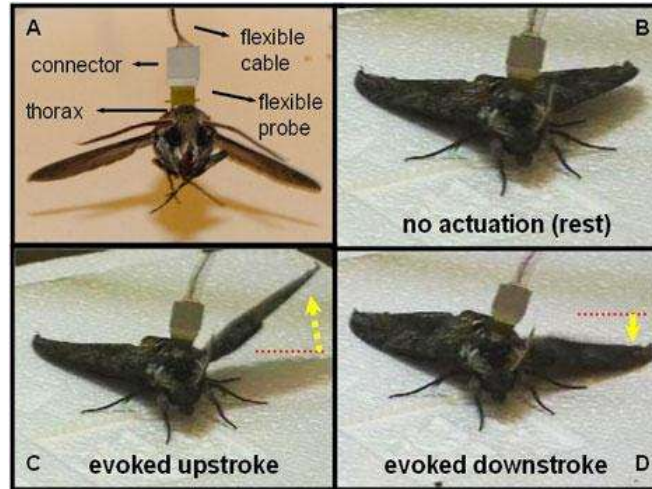 A
flexible
cable
connector
flexible
probe
thorax
B
no actuation (rest)
C
evoked upstroke
evoked downstroke
D